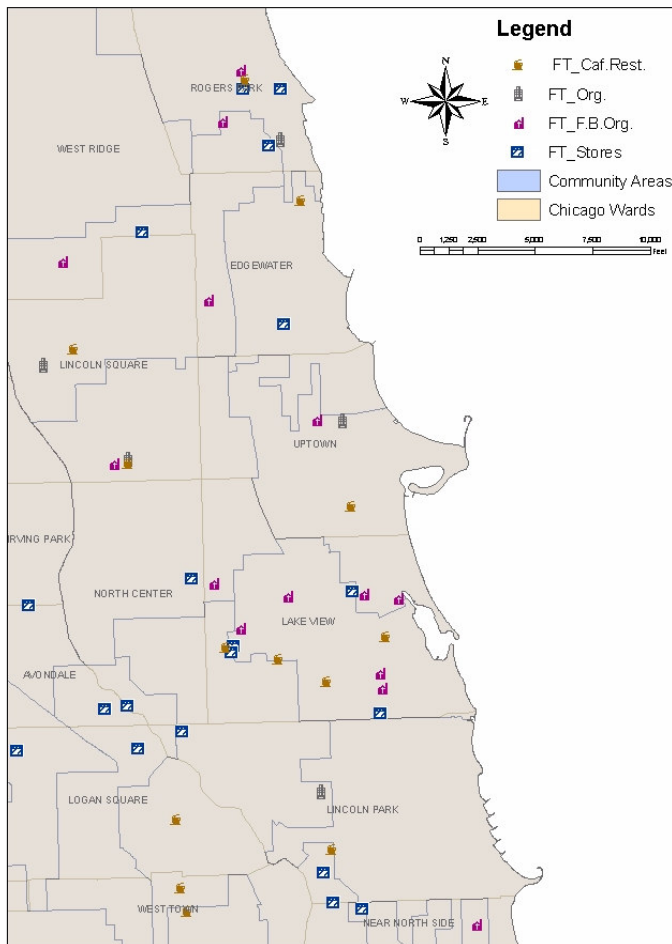 Legend
N
W
E
S
FT_Caf.Rest.
FT_Org.
FT_F.B.Org.
FT_Stores
Community Areas
Chicago Wards
0 1,250 2,500 5,000 7,500 10,000
Feet
ROGERS PARK
WEST RIDGE
EDGEWATER
LINCOLN SQUARE
UPTOWN
IRVING PARK
NORTH CENTER
LAKE VIEW
AVONDALE
LOGAN SQUARE
LINCOLN PARK
WEST TOWN
NEAR NORTH SIDE